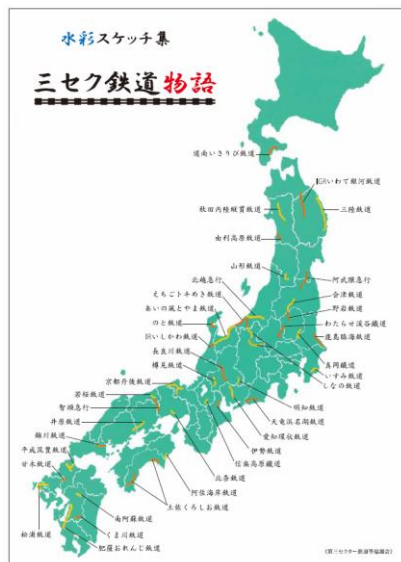 水彩スケッチ集
三セク鉄道物語
道南いさりび鉄道
IGRいわて銀河鉄道
秋田内陸縦貫鉄道
三陸鉄道
由利高原鉄道
山形鉄道
阿武隈急行
北越急行
会津鉄道
えちごトキめき鉄道
野岩鉄道
あいの風とやま鉄道
わたらせ渓谷鐵道
のと鉄道
鹿島臨海鉄道
IRいしかわ鉄道
真岡鐵道
長良川鉄道
いすみ鉄道
樽見鉄道
しなの鉄道
京都丹後鉄道
若桜鉄道
明知鉄道
智頭急行
天竜浜名湖鉄道
井原鉄道
愛知環状鉄道
錦川鉄道
伊勢鉄道
平成筑豊鉄道
信楽高原鐵道
甘木鉄道
北条鉄道
阿佐海岸鉄道
南阿蘇鉄道
土佐くろしお鉄道
松浦鉄道
くま川鉄道
肥薩おれんじ鉄道
《第三セクター鉄道等協議会》